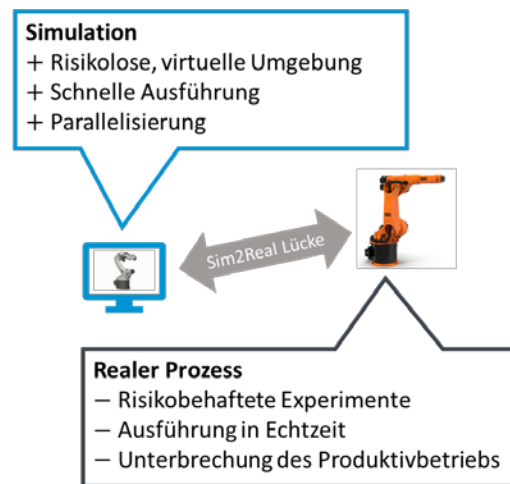 Simulation
+ Risikolose, virtuelle Umgebung
+ Schnelle Ausführung
+ Parallelisierung
Sim2Real Lücke
Realer Prozess
− Risikobehaftete Experimente
− Ausführung in Echtzeit
− Unterbrechung des Produktivbetriebs